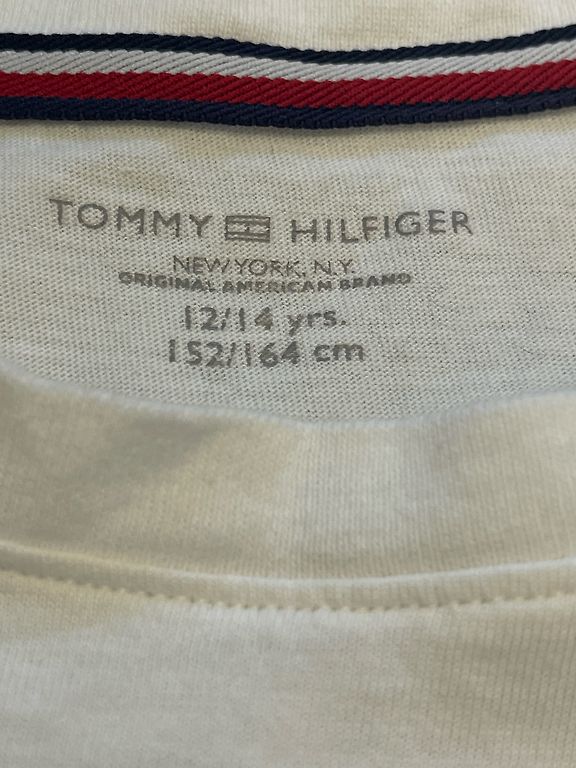 TOMMY HILFIGER
NEW YORK, N.Y.
ORIGINAL AMERICAN BRAND
12/14 yrs.
152/164 cm